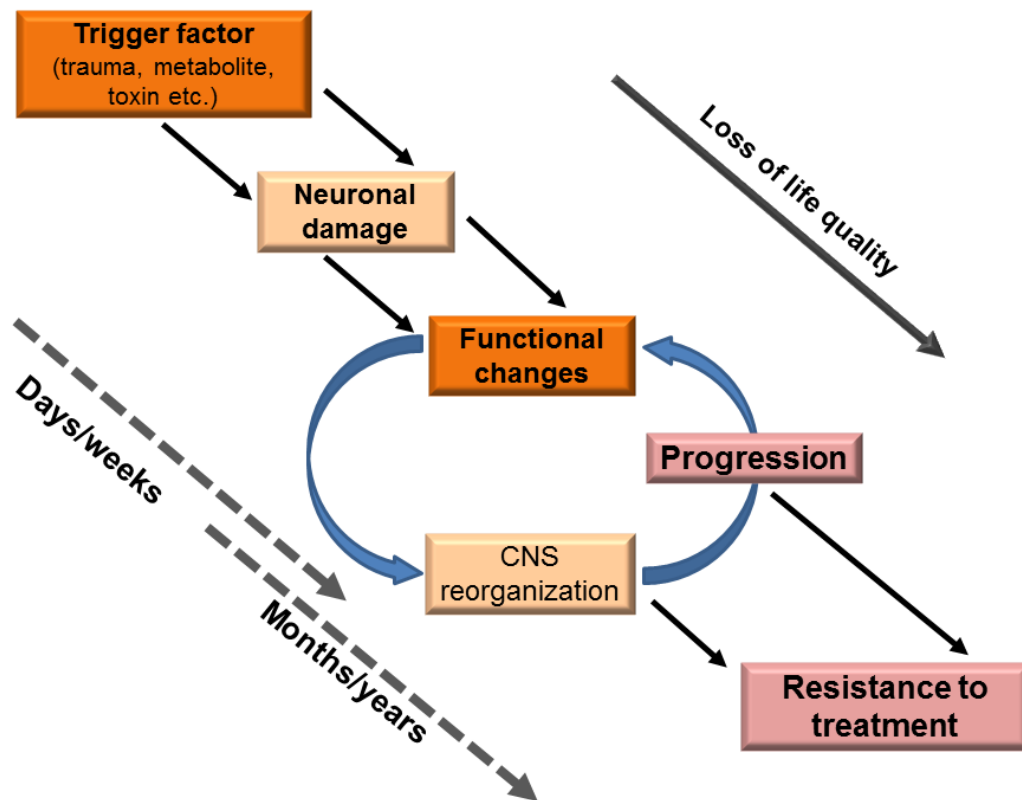 Trigger factor
(trauma, metabolite,
toxin etc.)
Loss of life quality
Neuronal
damage
Functional
changes
Days/weeks
Progression
CNS
reorganization
Months/years
Resistance to
treatment